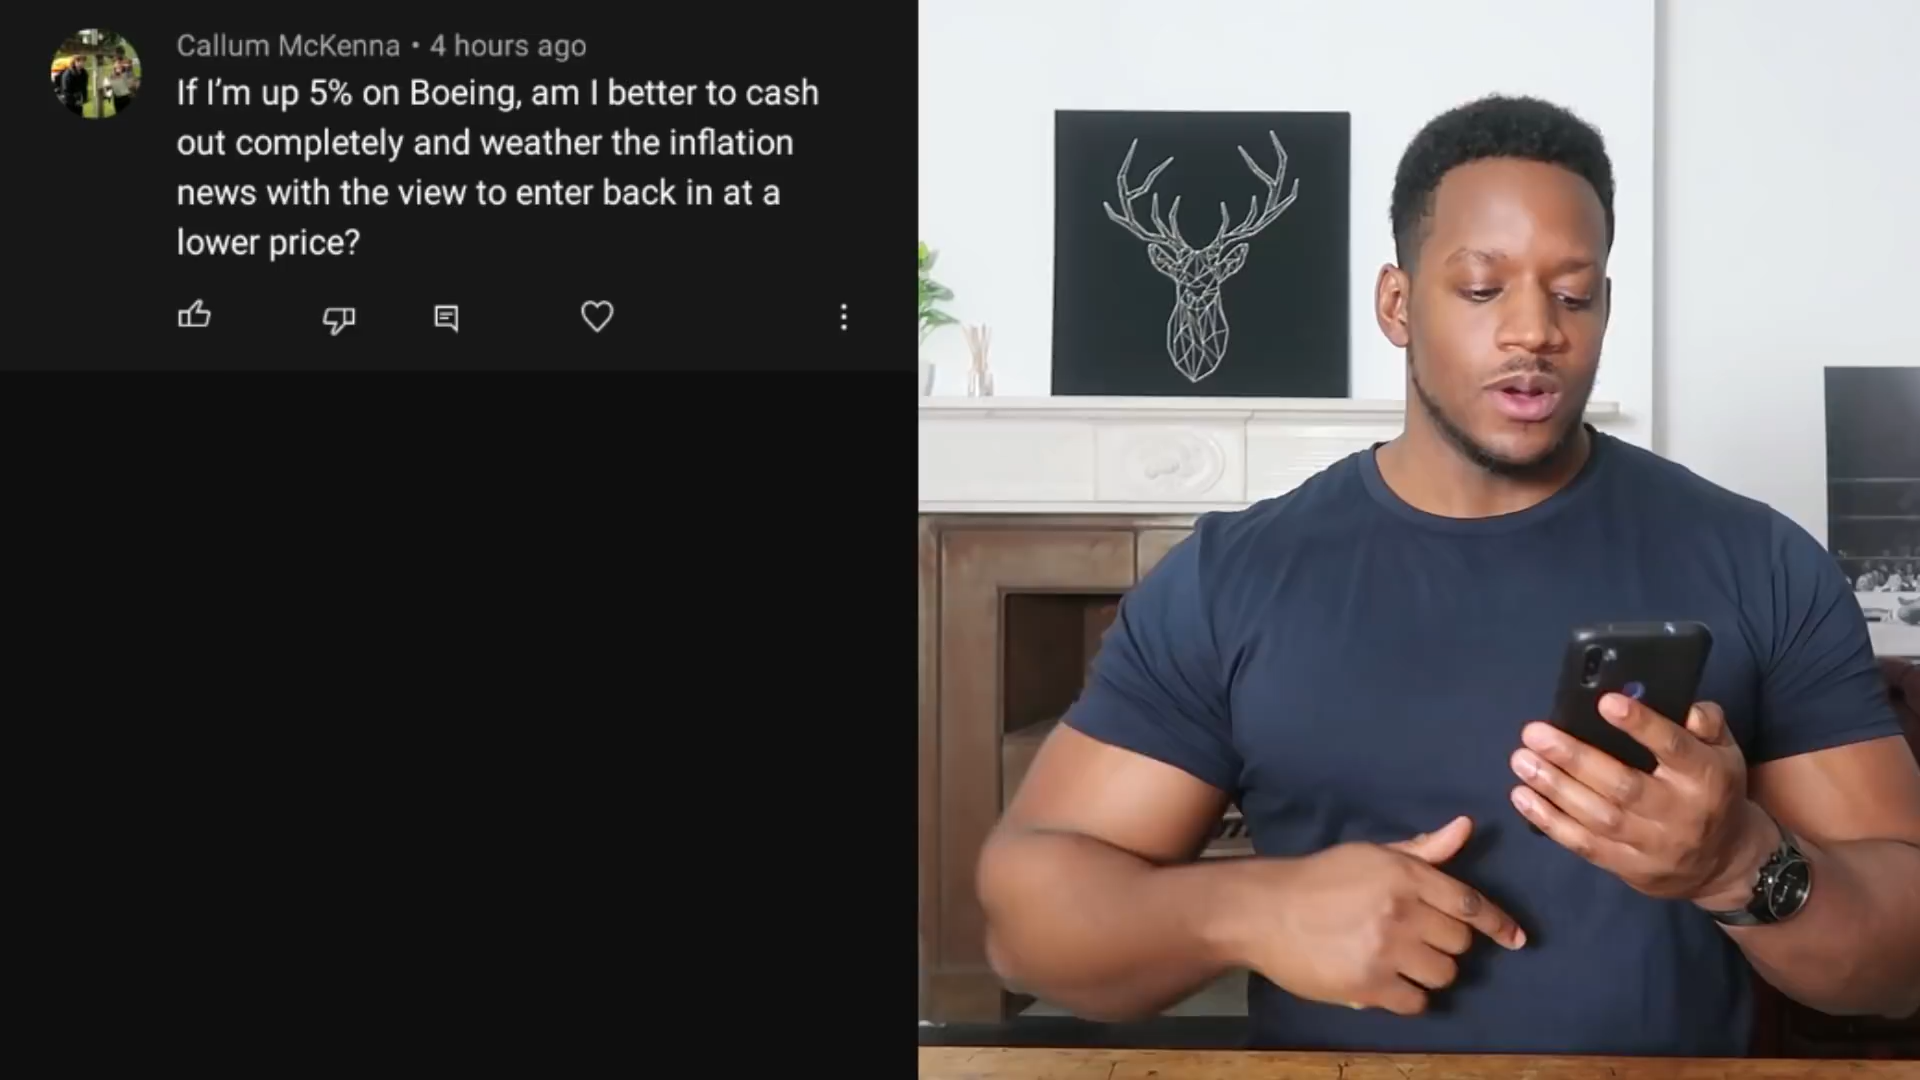 Callum McKenna • 4 hours ago
If I’m up 5% on Boeing, am I better to cash
out completely and weather the inflation
news with the view to enter back in at a
lower price?